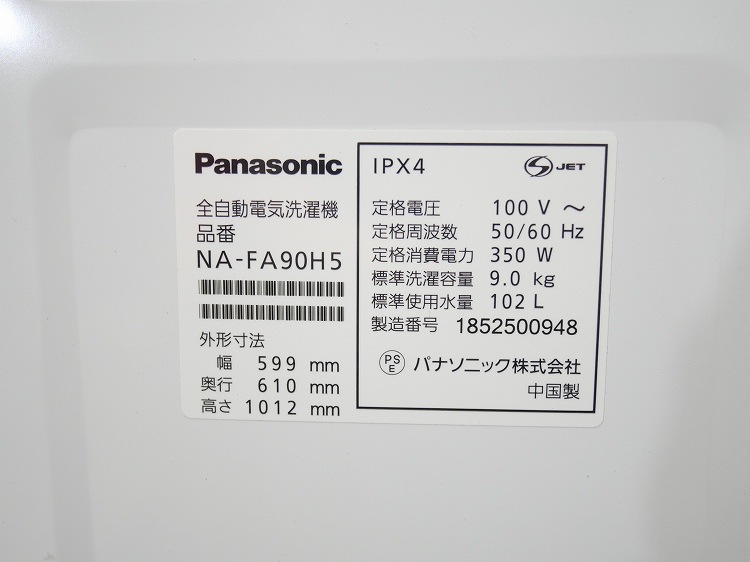 Panasonic
全自動電気洗濯機
品番
NA-FA90H5
外形寸法
幅 599 mm
奥行 610 mm
高さ 1012 mm
IPX4
S JET
定格電圧 100 V ～
定格周波数 50/60 Hz
定格消費電力 350 W
標準洗濯容量 9.0 kg
標準使用水量 102 L
製造番号 1852500948
PSE パナソニック株式会社
中国製